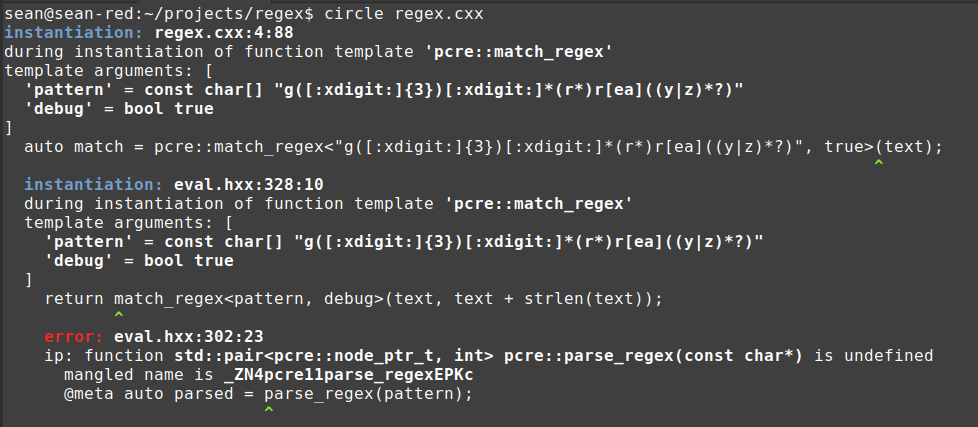 sean@sean-red:~/projects/regex$ circle regex.cxx
instantiation: regex.cxx:4:88
during instantiation of function template 'pcre::match_regex'
template arguments: [
  'pattern' = const char[] "g([:xdigit:]{3})[:xdigit:]*(r*)r[ea]((y|z)*?)"
  'debug' = bool true
]
  auto match = pcre::match_regex<"g([:xdigit:]{3})[:xdigit:]*(r*)r[ea]((y|z)*?)", true>(text);
                                                                                       ^
  instantiation: eval.hxx:328:10
  during instantiation of function template 'pcre::match_regex'
  template arguments: [
    'pattern' = const char[] "g([:xdigit:]{3})[:xdigit:]*(r*)r[ea]((y|z)*?)"
    'debug' = bool true
  ]
    return match_regex<pattern, debug>(text, text + strlen(text));
           ^
    error: eval.hxx:302:23
    ip: function std::pair<pcre::node_ptr_t, int> pcre::parse_regex(const char*) is undefined
      mangled name is _ZN4pcre11parse_regexEPKc
      @meta auto parsed = parse_regex(pattern);
                          ^